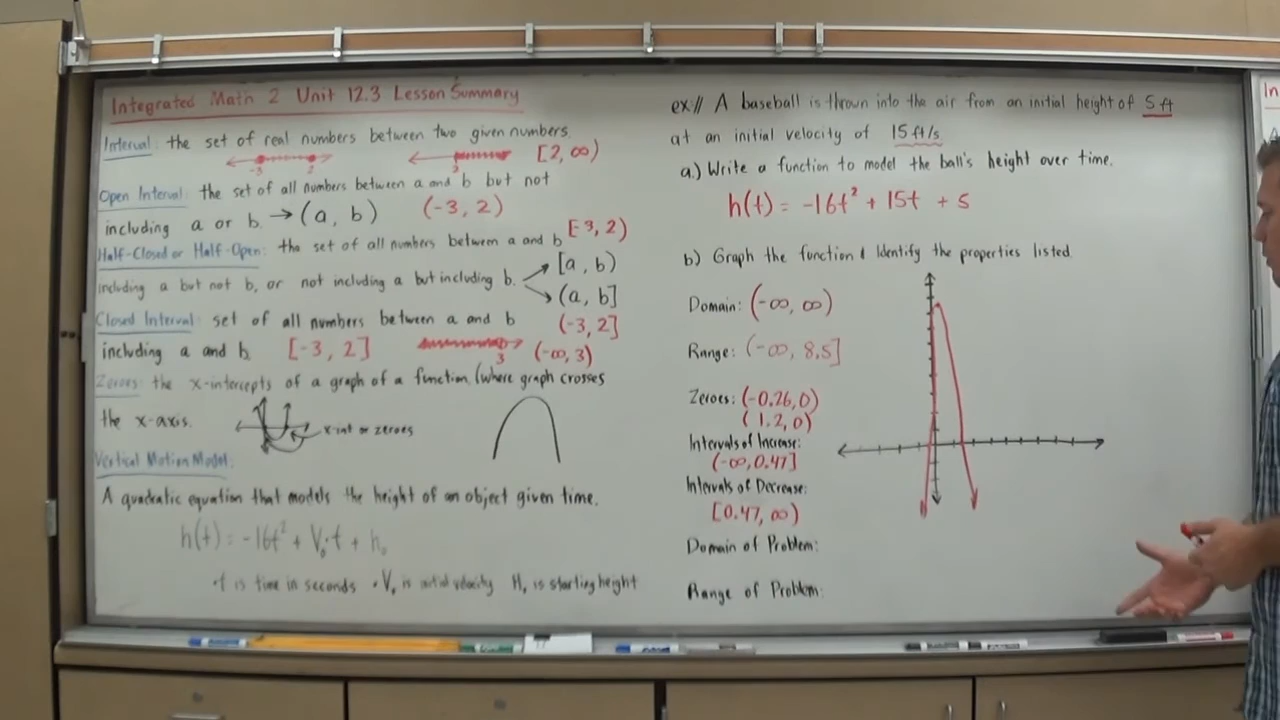 Integrated Math 2 Unit 12.3 Lesson Summary
Interval: the set of real numbers between two given numbers.
-3 2 3 [2, ∞)
Open Interval: the set of all numbers between a and b but not
including a or b. → (a, b) (-3, 2)
[-3, 2)
Half-Closed or Half-Open: the set of all numbers between a and b
including a but not b, or not including a but including b.
[a, b)
(a, b]
(-3, 2]
Closed Interval: set of all numbers between a and b
including a and b. [-3, 2] 3 (-∞, 3)
Zeroes: the x-intercepts of a graph of a function (where graph crosses
the x-axis. x-int or zeroes
Vertical Motion Model:
A quadratic equation that models the height of an object given time.
h(t) = -16t² + V₀·t + h₀
·t is time in seconds ·V₀ is initial velocity H₀ is starting height
ex// A baseball is thrown into the air from an initial height of 5 ft
at an initial velocity of 15 ft/s
a.) Write a function to model the ball's height over time.
h(t) = -16t² + 15t + 5
b) Graph the function & Identify the properties listed
Domain: (-∞, ∞)
Range: (-∞, 8.5]
Zeroes: (-0.26, 0)
(1.2, 0)
Intervals of Increase:
(-∞, 0.47]
Intervals of Decrease:
[0.47, ∞)
Domain of Problem:
Range of Problem:
In